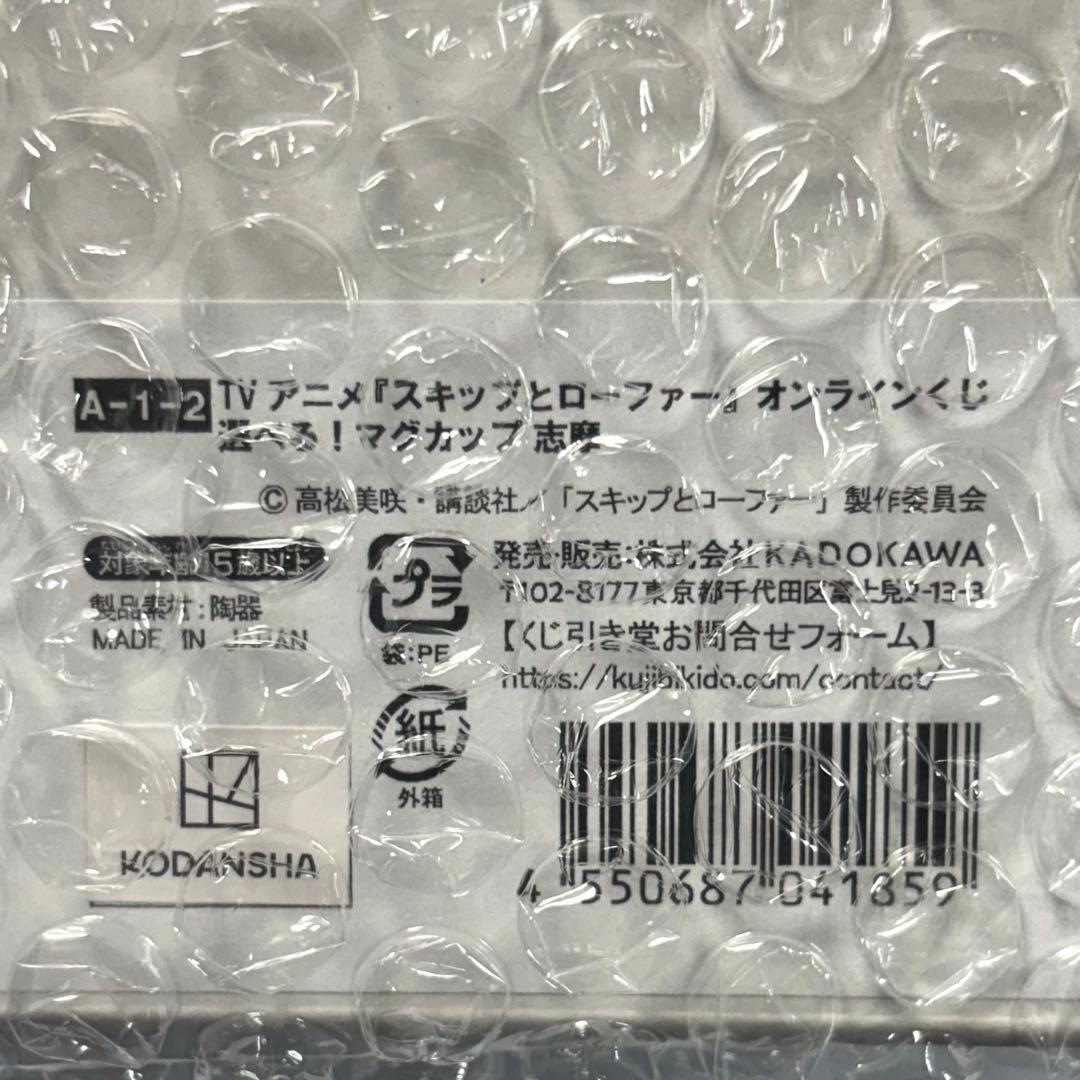 A-1-2 TVアニメ『スキップとローファー』 オンラインくじ
選べる！マグカップ 志摩
© 高松美咲・講談社／「スキップとローファー」製作委員会
対象年齢 15歳以上
製品素材：陶器
MADE IN JAPAN
プラ
袋：PE
紙
外箱
発売・販売：株式会社KADOKAWA
〒102-8177東京都千代田区富士見2-13-3
【くじ引き堂お問合せフォーム】
https://kujibikido.com/contact/
KODANSHA
4 550687 041859